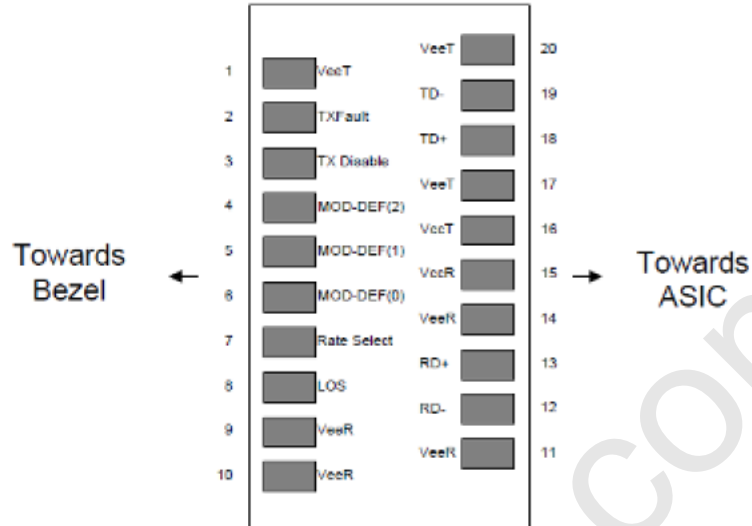 1 VeeT
2 TXFault
3 TX Disable
4 MOD-DEF(2)
5 MOD-DEF(1)
6 MOD-DEF(0)
7 Rate Select
8 LOS
9 VeeR
10 VeeR
VeeT 20
TD- 19
TD+ 18
VeeT 17
VccT 16
VccR 15
VeeR 14
RD+ 13
RD- 12
VeeR 11
Towards
Bezel
Towards
ASIC